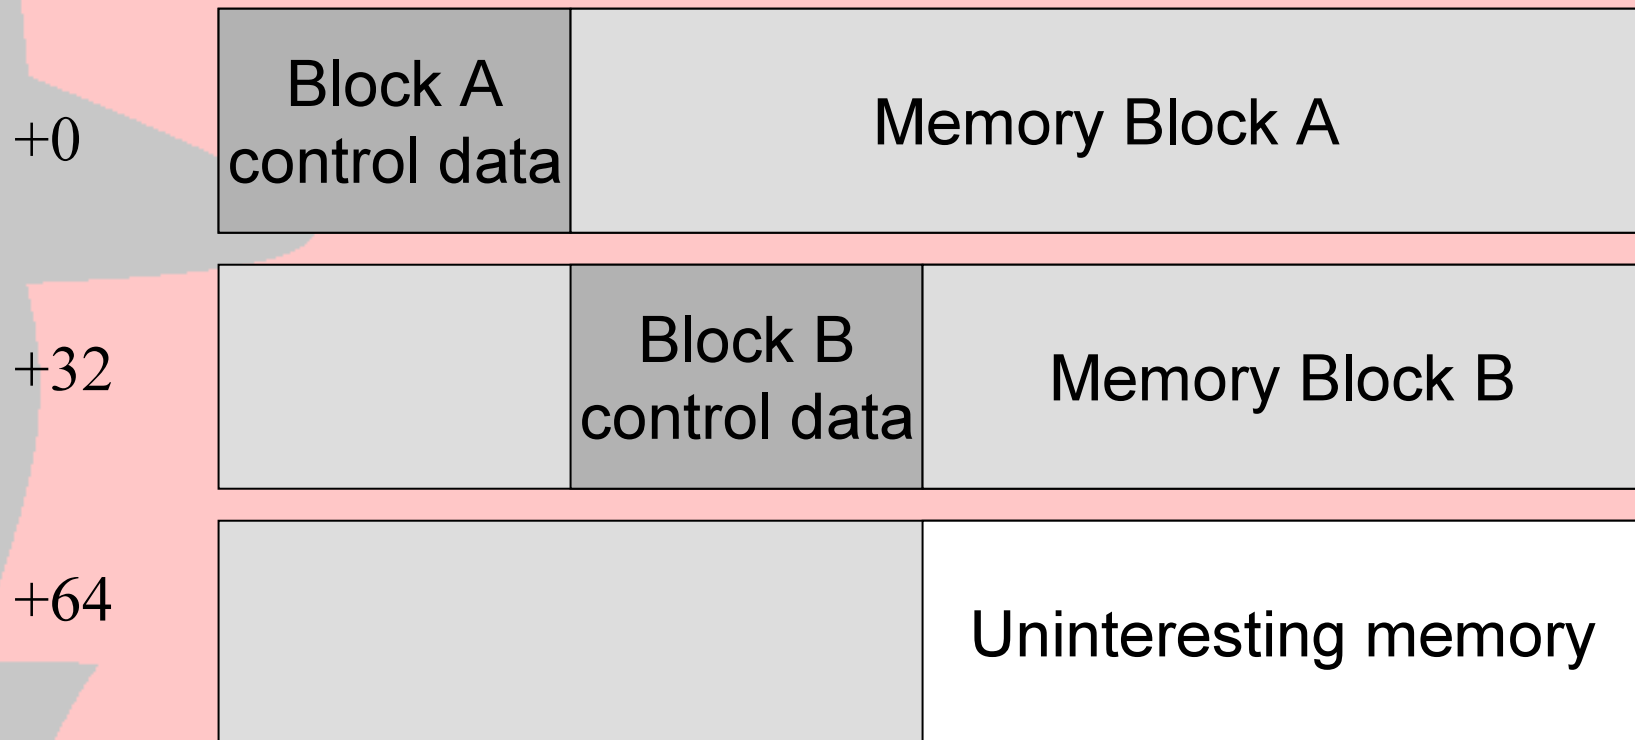 +0
Block A
control data
Memory Block A
+32
Block B
control data
Memory Block B
+64
Uninteresting memory